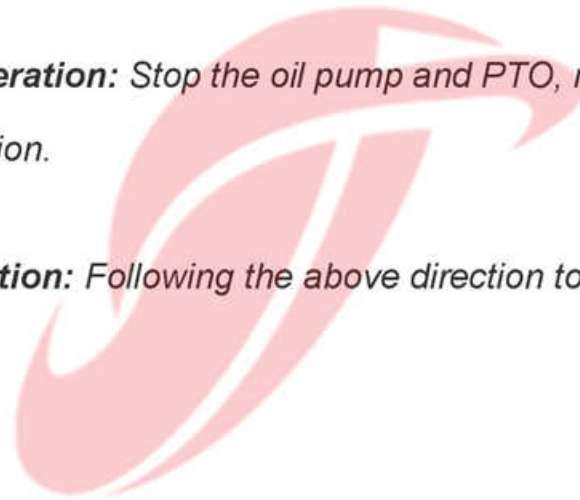 eration: Stop the oil pump and PTO,
ion.
tion: Following the above direction to